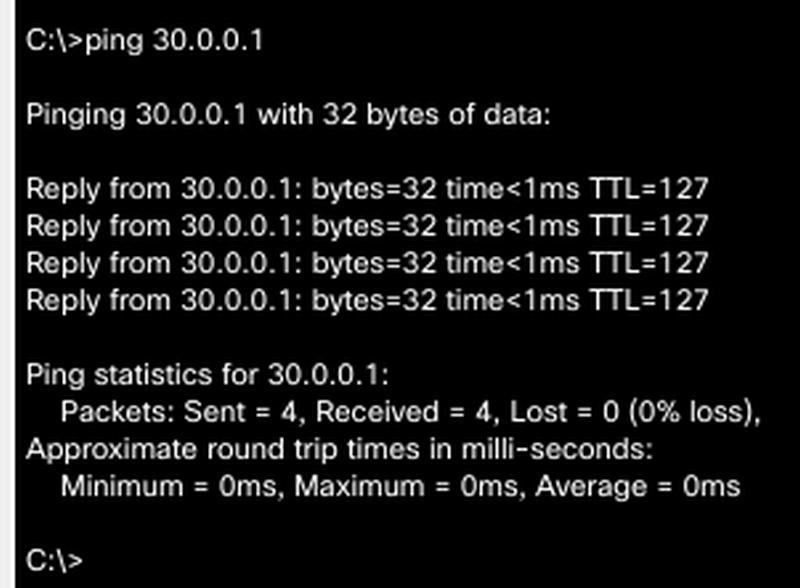 C:\>ping 30.0.0.1
Pinging 30.0.0.1 with 32 bytes of data:
Reply from 30.0.0.1: bytes=32 time<1ms TTL=127
Reply from 30.0.0.1: bytes=32 time<1ms TTL=127
Reply from 30.0.0.1: bytes=32 time<1ms TTL=127
Reply from 30.0.0.1: bytes=32 time<1ms TTL=127
Ping statistics for 30.0.0.1:
Packets: Sent = 4, Received = 4, Lost = 0 (0% loss),
Approximate round trip times in milli-seconds:
Minimum = 0ms, Maximum = 0ms, Average = 0ms
C:\>